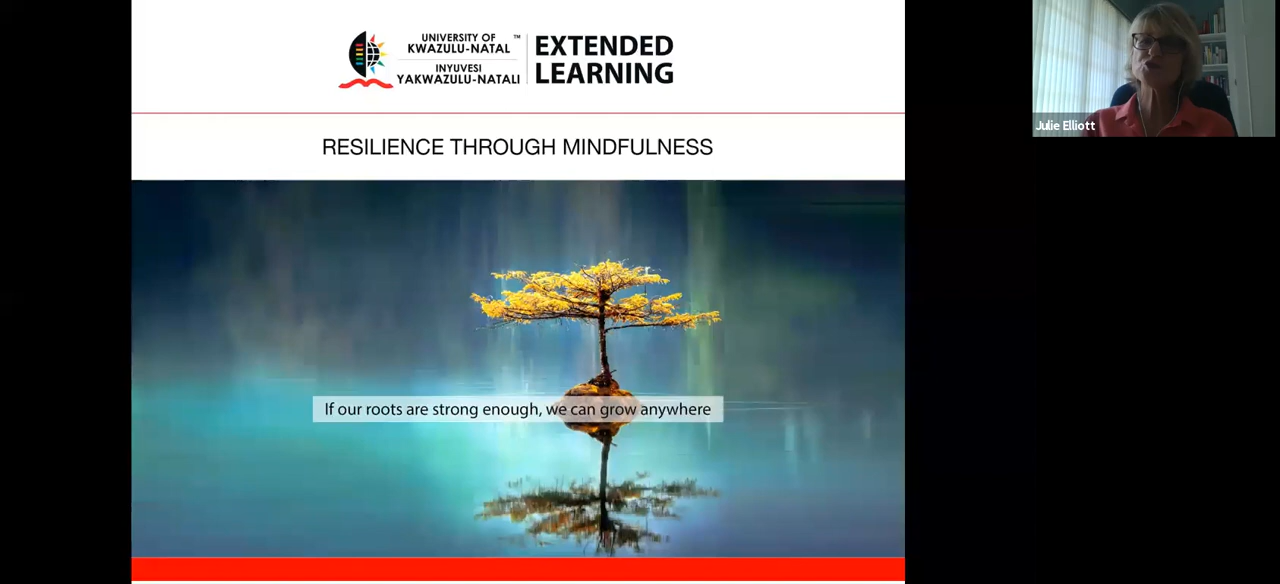 UNIVERSITY OF
KWAZULU-NATAL ™
INYUVESI
YAKWAZULU-NATALI
EXTENDED
LEARNING
RESILIENCE THROUGH MINDFULNESS
If our roots are strong enough, we can grow anywhere
Julie Elliott